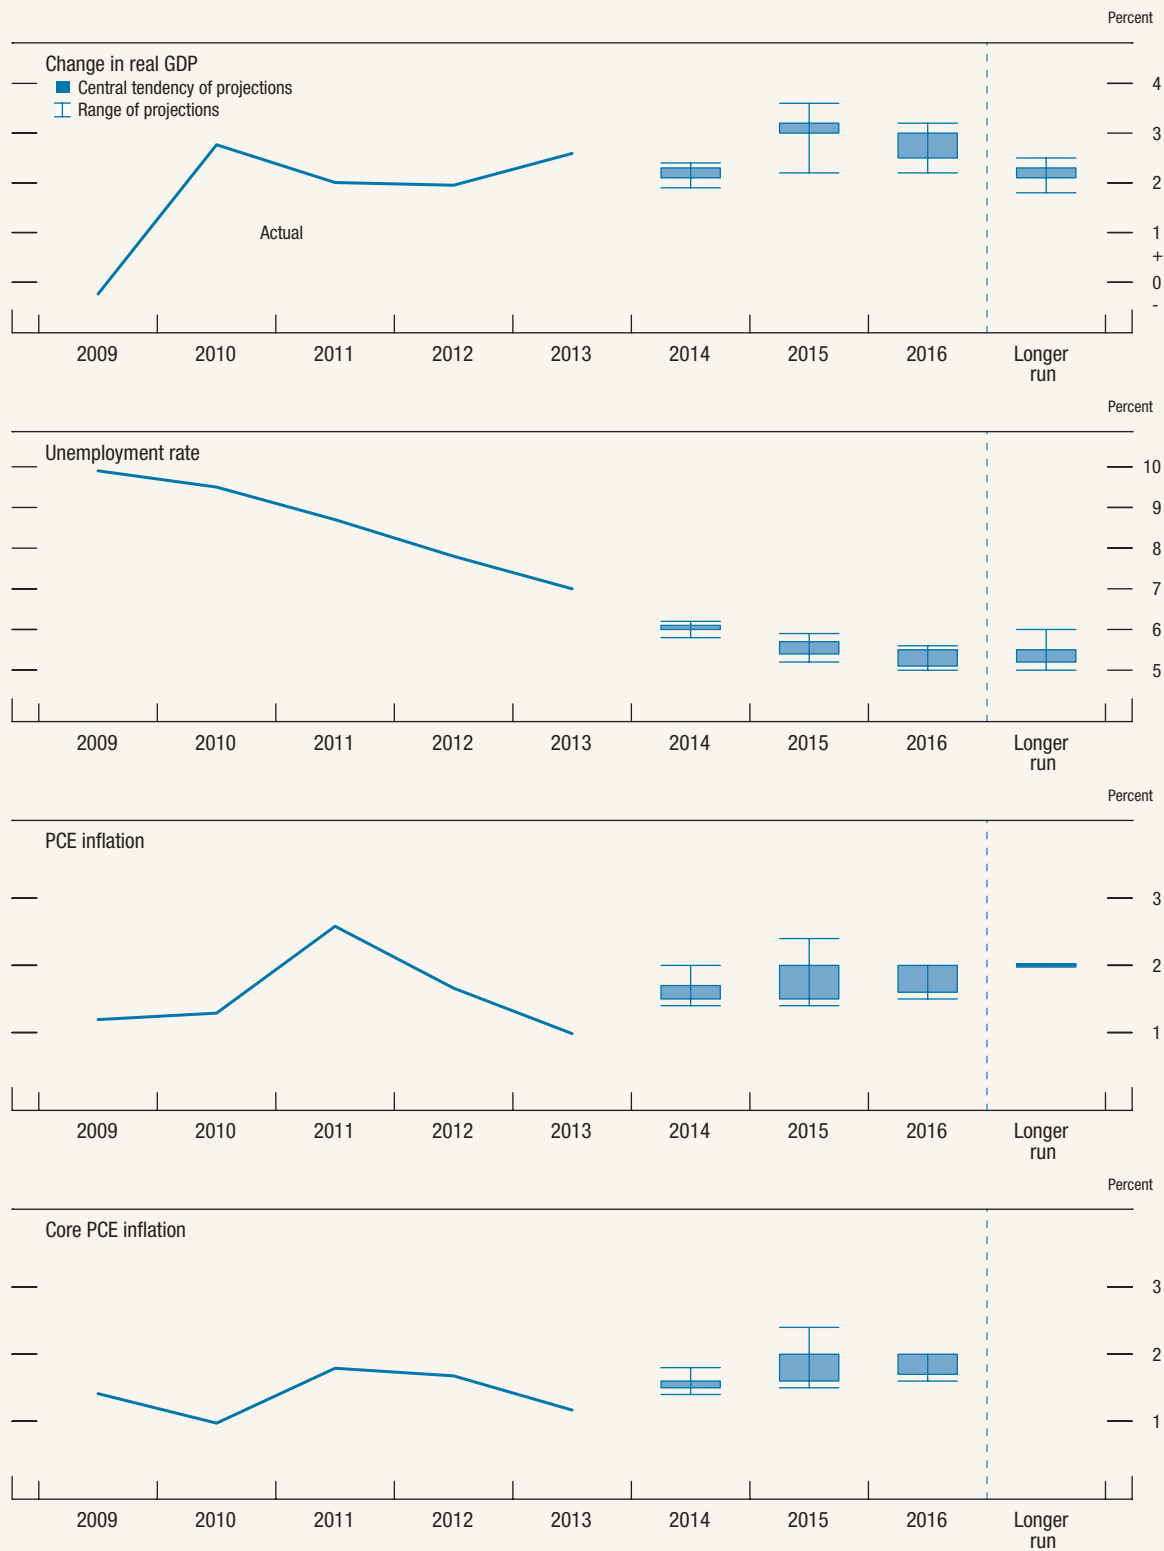 Percent
Change in real GDP
Central tendency of projections
Range of projections
Actual
4
3
2
1
+
0
-
2009 2010 2011 2012 2013 2014 2015 2016 Longer
run
Percent
Unemployment rate
10
9
8
7
6
5
2009 2010 2011 2012 2013 2014 2015 2016 Longer
run
Percent
PCE inflation
3
2
1
2009 2010 2011 2012 2013 2014 2015 2016 Longer
run
Percent
Core PCE inflation
3
2
1
2009 2010 2011 2012 2013 2014 2015 2016 Longer
run